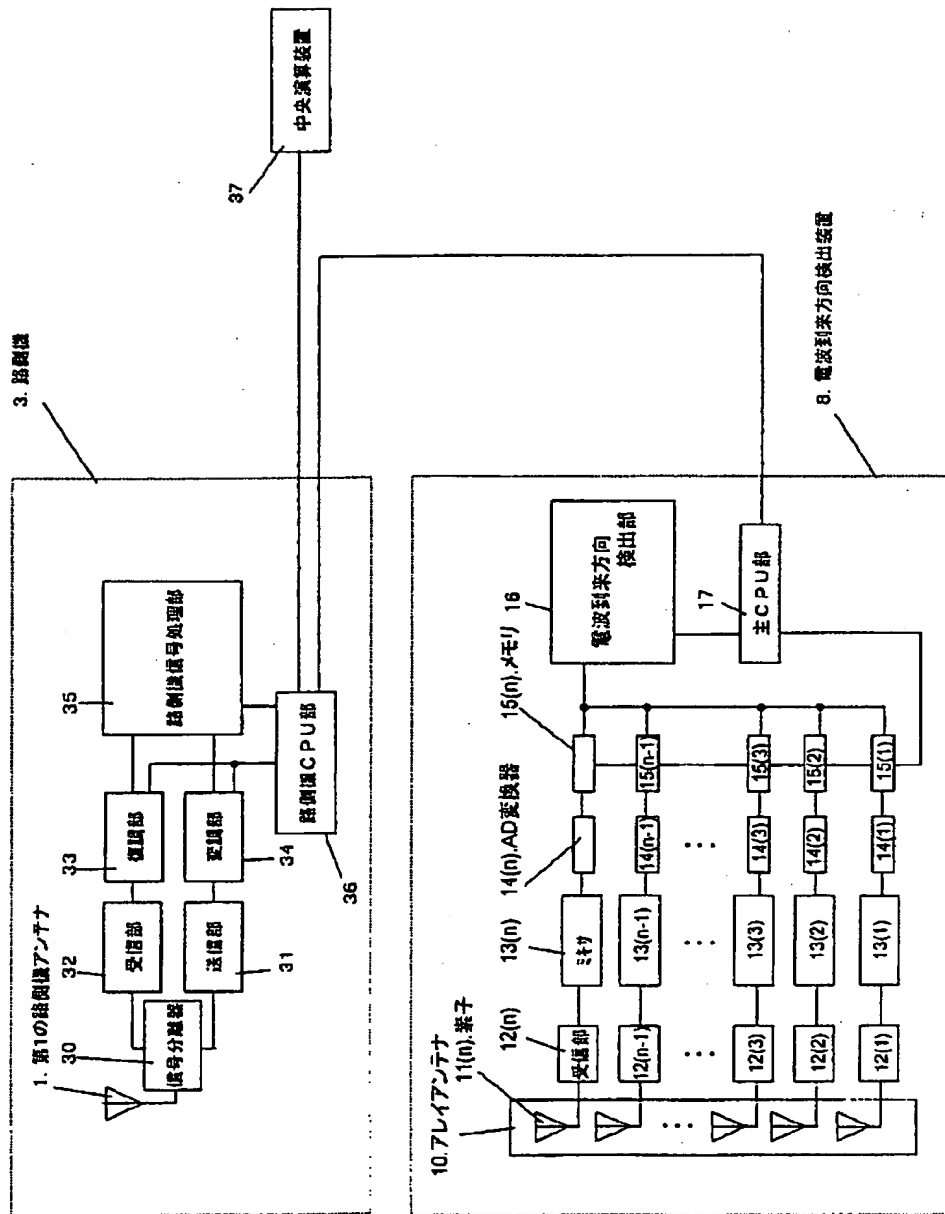 3. 路側機
1. 第1の路側機アンテナ
30
信号分離器
32
受信部
31
送信部
33
復調部
34
変調部
35
路側機信号処理部
36
路側機CPU部
37
中央演算装置
8. 電波到来方向検出装置
10.アレイアンテナ
11(n).素子
12(n)
受信部
12(n-1)
12(3)
12(2)
12(1)
13(n)
ミキサ
13(n-1)
13(3)
13(2)
13(1)
14(n).AD変換器
14(n-1)
14(3)
14(2)
14(1)
15(n).メモリ
15(n-1)
15(3)
15(2)
15(1)
16
電波到来方向
検出部
17
主CPU部